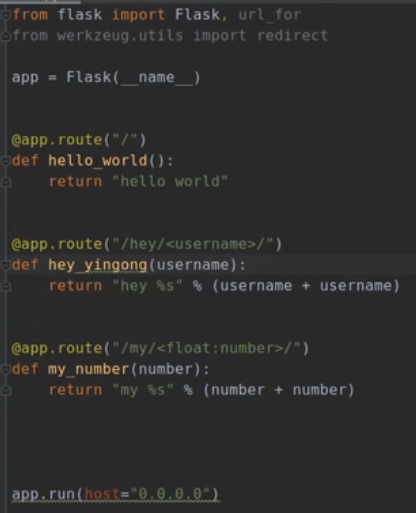 from flask import Flask, url_for
from werkzeug.utils import redirect
app = Flask(__name__)
@app.route("/")
def hello_world():
return "hello world"
@app.route("/hey/<username>/")
def hey_yingong(username):
return "hey %s" % (username + username)
@app.route("/my/<float:number>/")
def my_number(number):
return "my %s" % (number + number)
app.run(host="0.0.0.0")